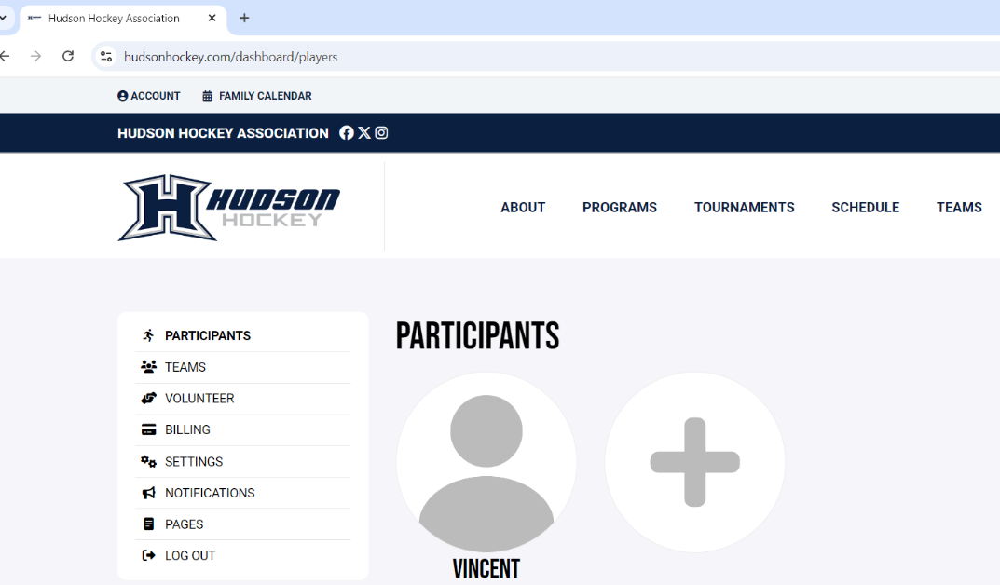 Hudson Hockey Association
hudsonhockey.com/dashboard/players
ACCOUNT FAMILY CALENDAR
HUDSON HOCKEY ASSOCIATION
HUDSON
HOCKEY
ABOUT PROGRAMS TOURNAMENTS SCHEDULE TEAMS
PARTICIPANTS
TEAMS
VOLUNTEER
BILLING
SETTINGS
NOTIFICATIONS
PAGES
LOG OUT
PARTICIPANTS
VINCENT